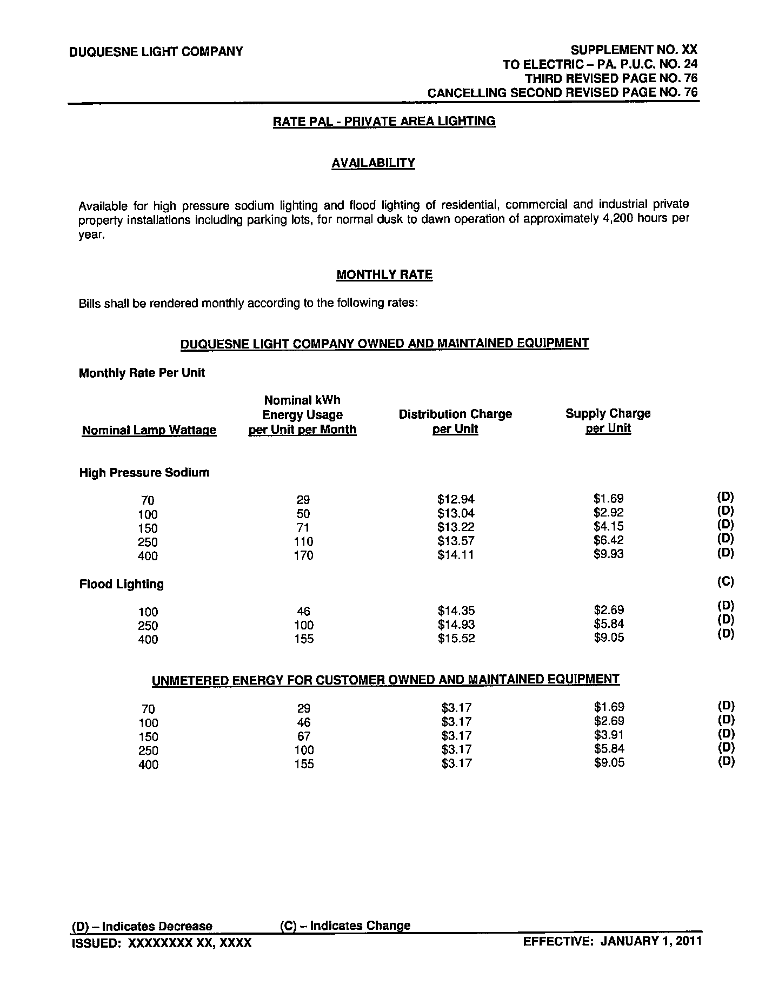 DUQUESNE LIGHT COMPANY
SUPPLEMENT NO. XX
TO ELECTRIC – PA. P.U.C. NO. 24
THIRD REVISED PAGE NO. 76
CANCELLING SECOND REVISED PAGE NO. 76
RATE PAL - PRIVATE AREA LIGHTING
AVAILABILITY
Available for high pressure sodium lighting and flood lighting of residential, commercial and industrial private
property installations including parking lots, for normal dusk to dawn operation of approximately 4,200 hours per
year.
MONTHLY RATE
Bills shall be rendered monthly according to the following rates:
DUQUESNE LIGHT COMPANY OWNED AND MAINTAINED EQUIPMENT
Monthly Rate Per Unit
Nominal kWh
Energy Usage Distribution Charge Supply Charge
Nominal Lamp Wattage per Unit per Month per Unit per Unit
High Pressure Sodium
70 29 $12.94 $1.69 (D)
100 50 $13.04 $2.92 (D)
150 71 $13.22 $4.15 (D)
250 110 $13.57 $6.42 (D)
400 170 $14.11 $9.93 (D)
Flood Lighting (C)
100 46 $14.35 $2.69 (D)
250 100 $14.93 $5.84 (D)
400 155 $15.52 $9.05 (D)
UNMETERED ENERGY FOR CUSTOMER OWNED AND MAINTAINED EQUIPMENT
70 29 $3.17 $1.69 (D)
100 46 $3.17 $2.69 (D)
150 67 $3.17 $3.91 (D)
250 100 $3.17 $5.84 (D)
400 155 $3.17 $9.05 (D)
(D) – Indicates Decrease (C) – Indicates Change
ISSUED: XXXXXXXX XX, XXXX EFFECTIVE: JANUARY 1, 2011